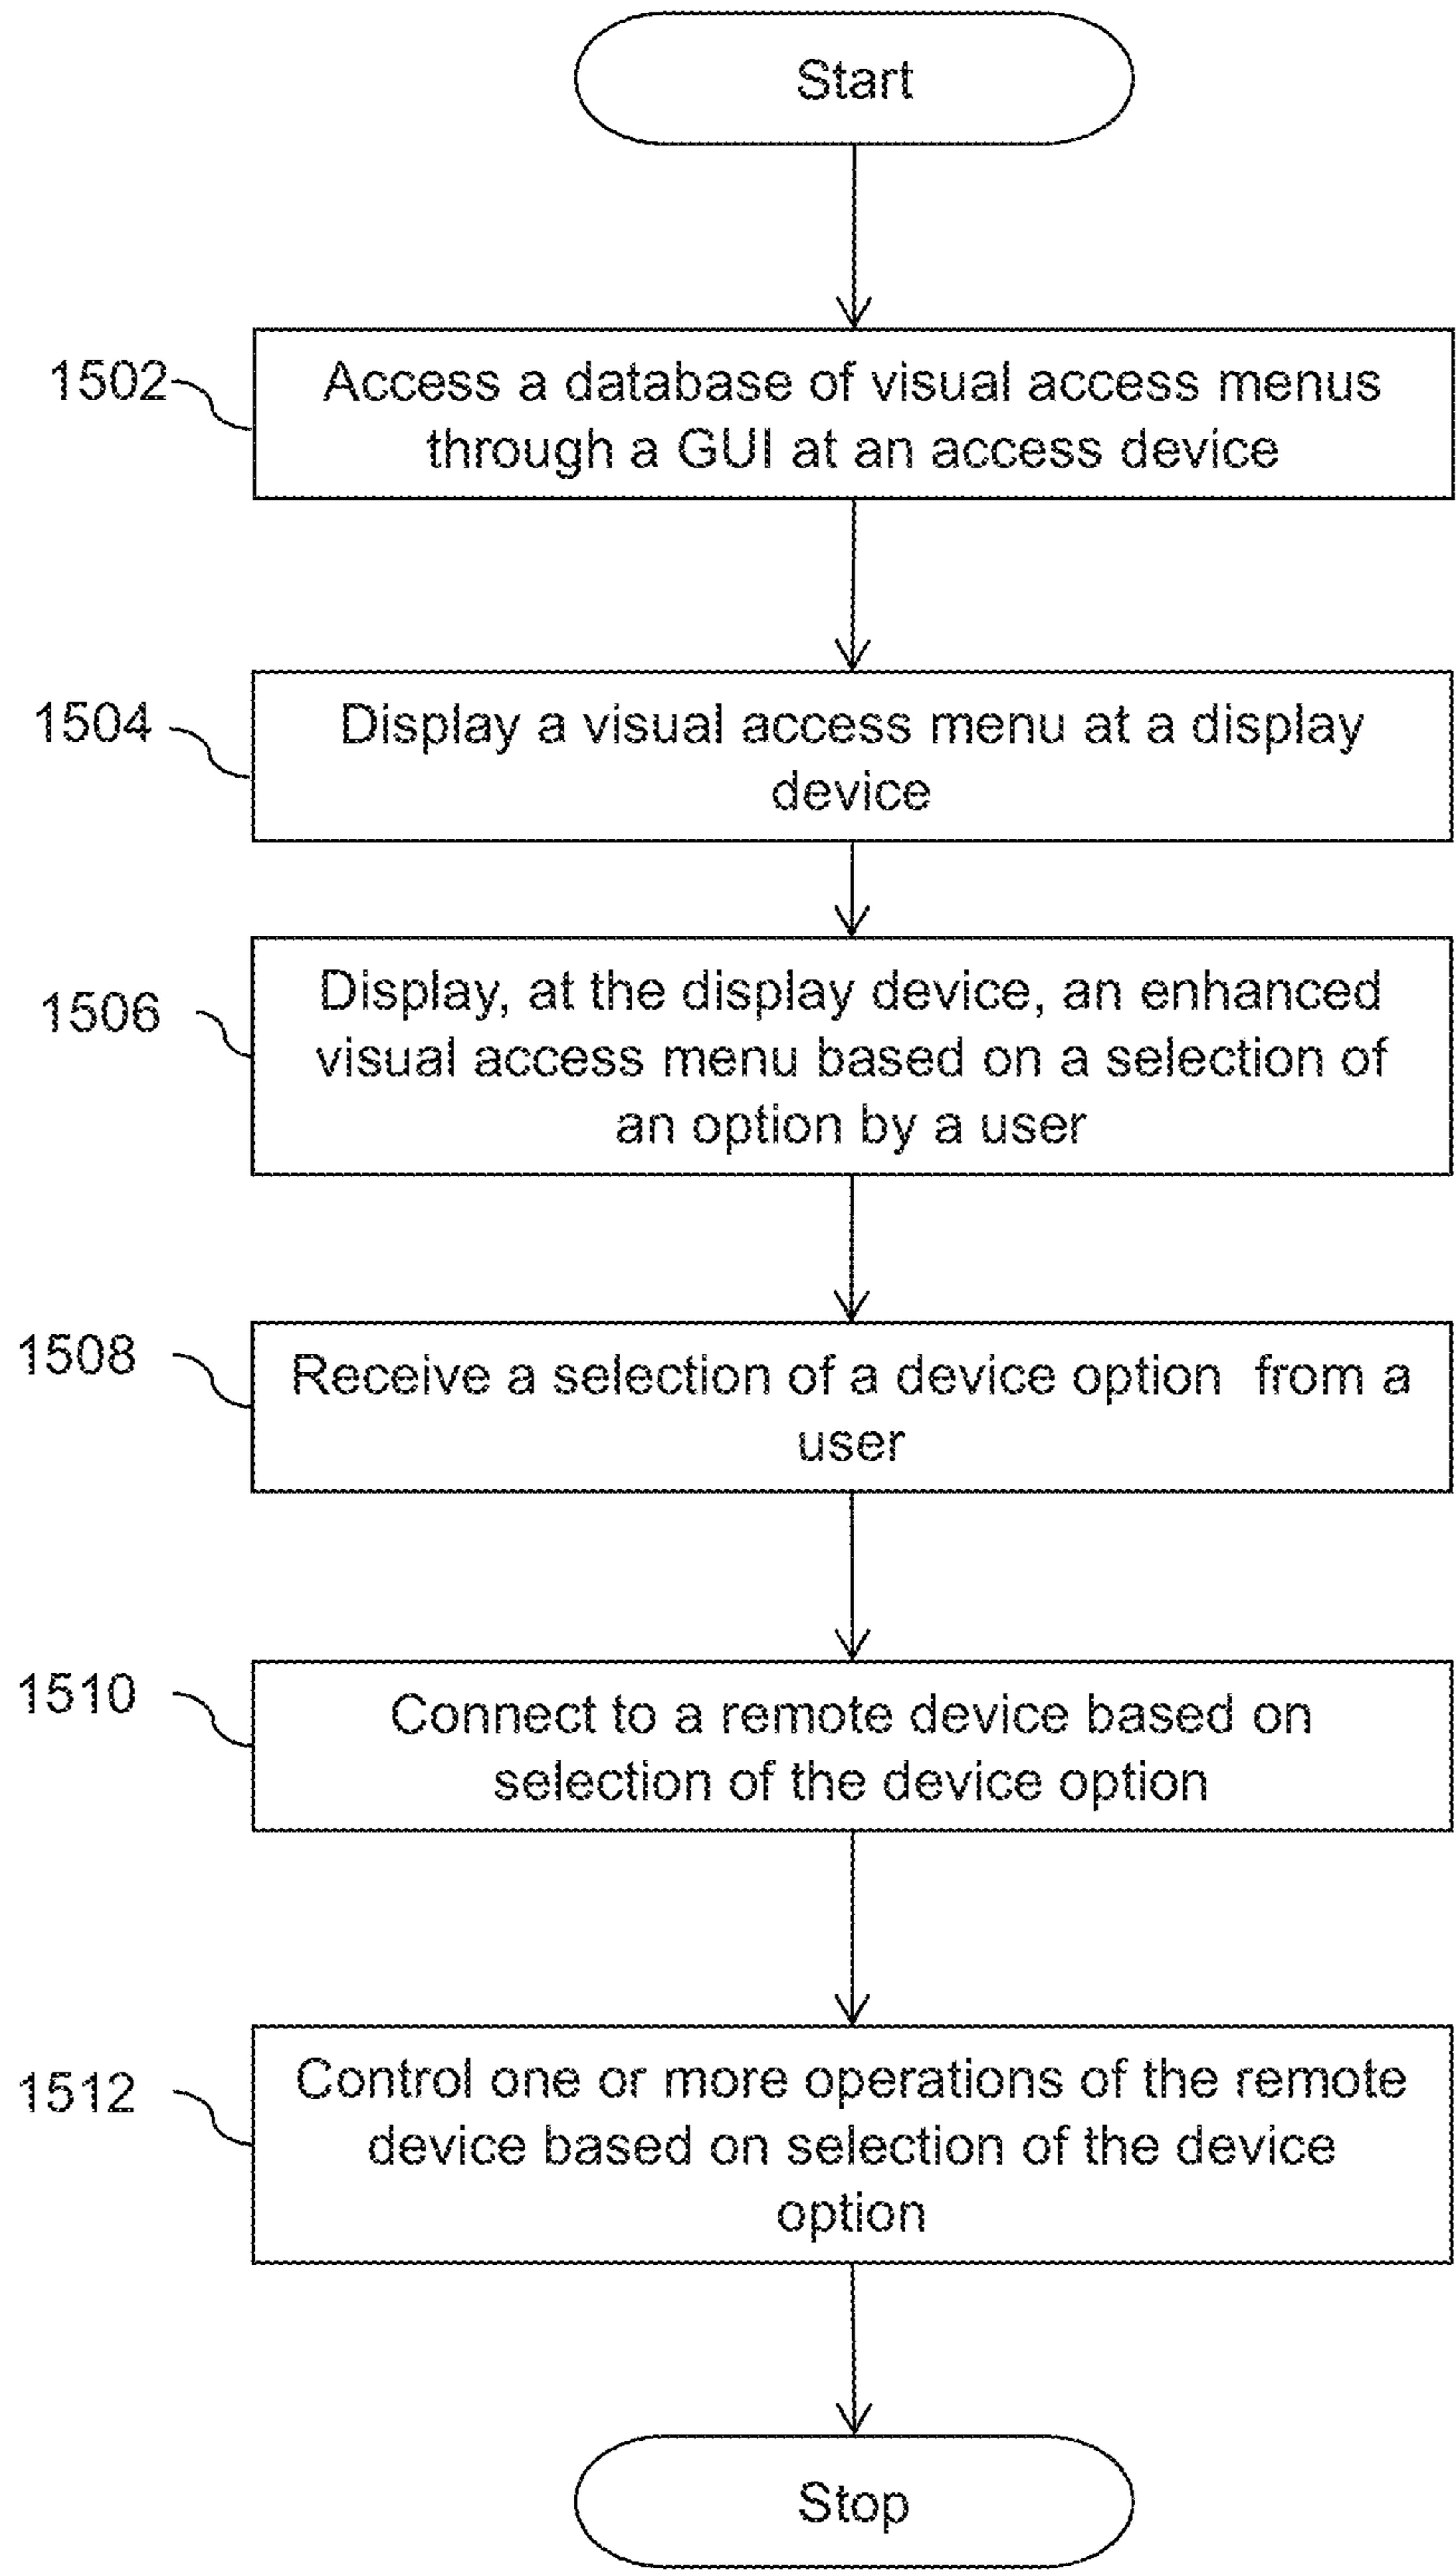 Start
1502
Access a database of visual access menus
through a GUI at an access device
1504
Display a visual access menu at a display
device
1506
Display, at the display device, an enhanced
visual access menu based on a selection of
an option by a user
1508
Receive a selection of a device option from a
user
1510
Connect to a remote device based on
selection of the device option
1512
Control one or more operations of the remote
device based on selection of the device
option
Stop